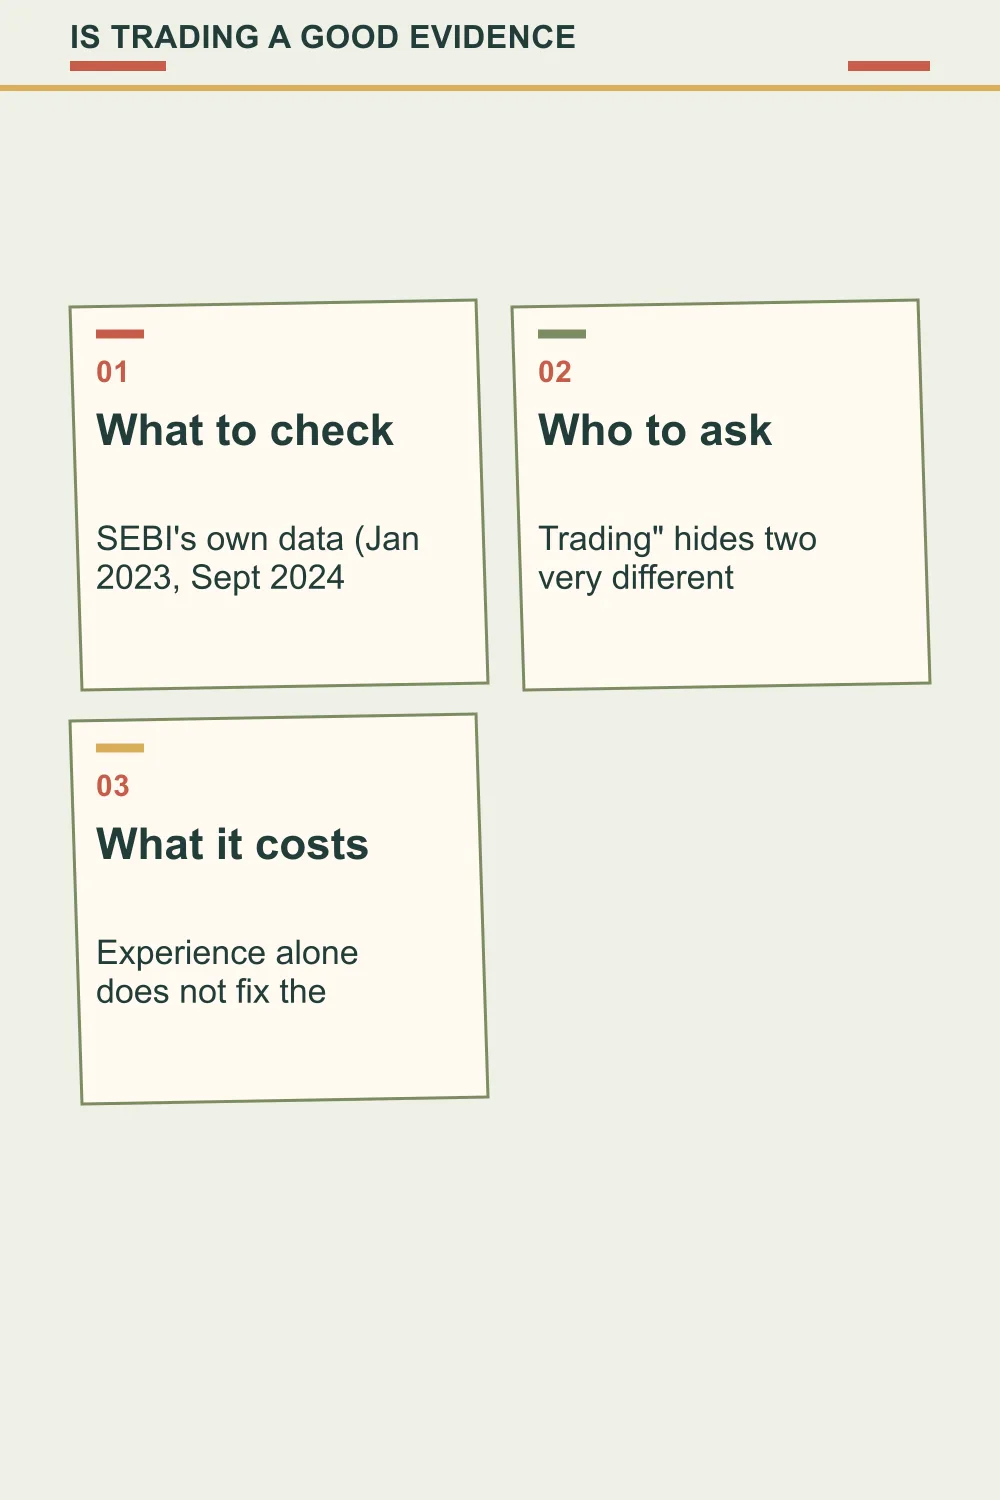 IS TRADING A GOOD EVIDENCE
01
What to check
SEBI's own data (Jan
2023, Sept 2024
02
Who to ask
Trading" hides two
very different
03
What it costs
Experience alone
does not fix the